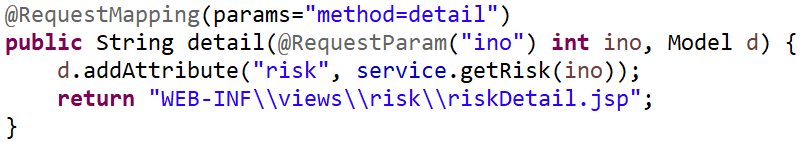 @RequestMapping(params="method=detail")
public String detail(@RequestParam("ino") int ino, Model d) {
    d.addAttribute("risk", service.getRisk(ino));
    return "WEB-INF\\views\\risk\\riskDetail.jsp";
}